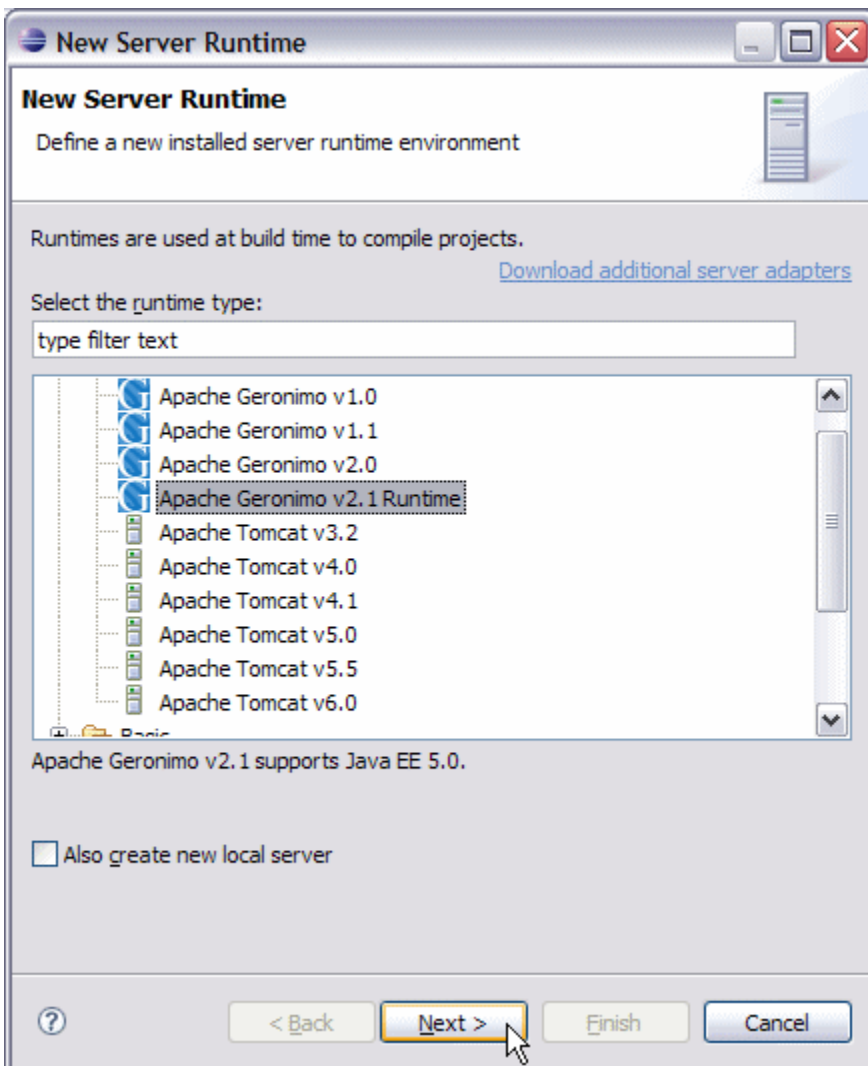 New Server Runtime
New Server Runtime
Define a new installed server runtime environment
Runtimes are used at build time to compile projects.
Download additional server adapters
Select the runtime type:
type filter text
Apache Geronimo v1.0
Apache Geronimo v1.1
Apache Geronimo v2.0
Apache Geronimo v2.1 Runtime
Apache Tomcat v3.2
Apache Tomcat v4.0
Apache Tomcat v4.1
Apache Tomcat v5.0
Apache Tomcat v5.5
Apache Tomcat v6.0
Basic
Apache Geronimo v2.1 supports Java EE 5.0.
Also create new local server
< Back Next > Finish Cancel